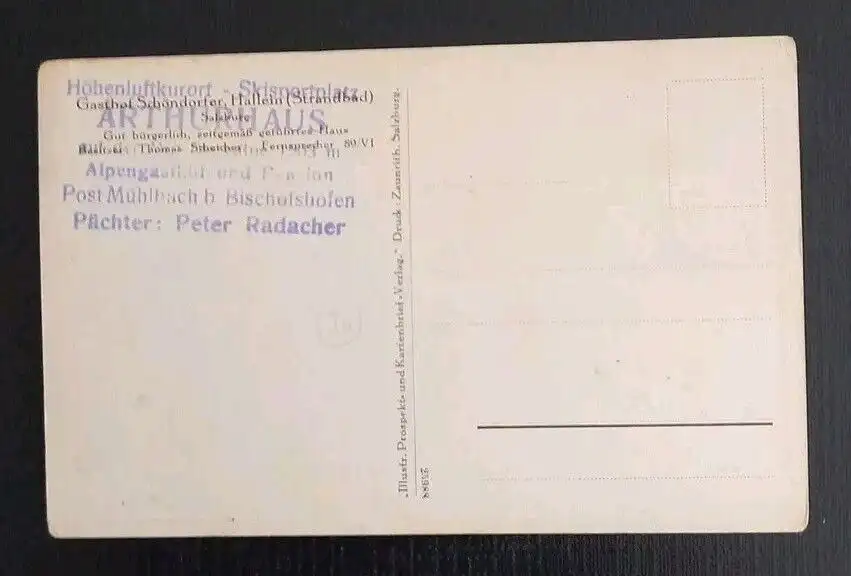 Höhenluftkurort - Skisportplatz
Gasthof Schöndorfer, Hallein (Strandbad)
ARTHURHAUS
Salzburg
Gut bürgerlich, zeitgemäß geführtes Haus
Thomas Scheicher Fernsprecher 89/VI
Alpengasthof und Pension
Post Mühlbach b Bischofshofen
Pächter: Peter Radacher
„Illustr. Prospekt- und Kartenbrief-Verlag." Druck: Zaunrith, Salzburg.